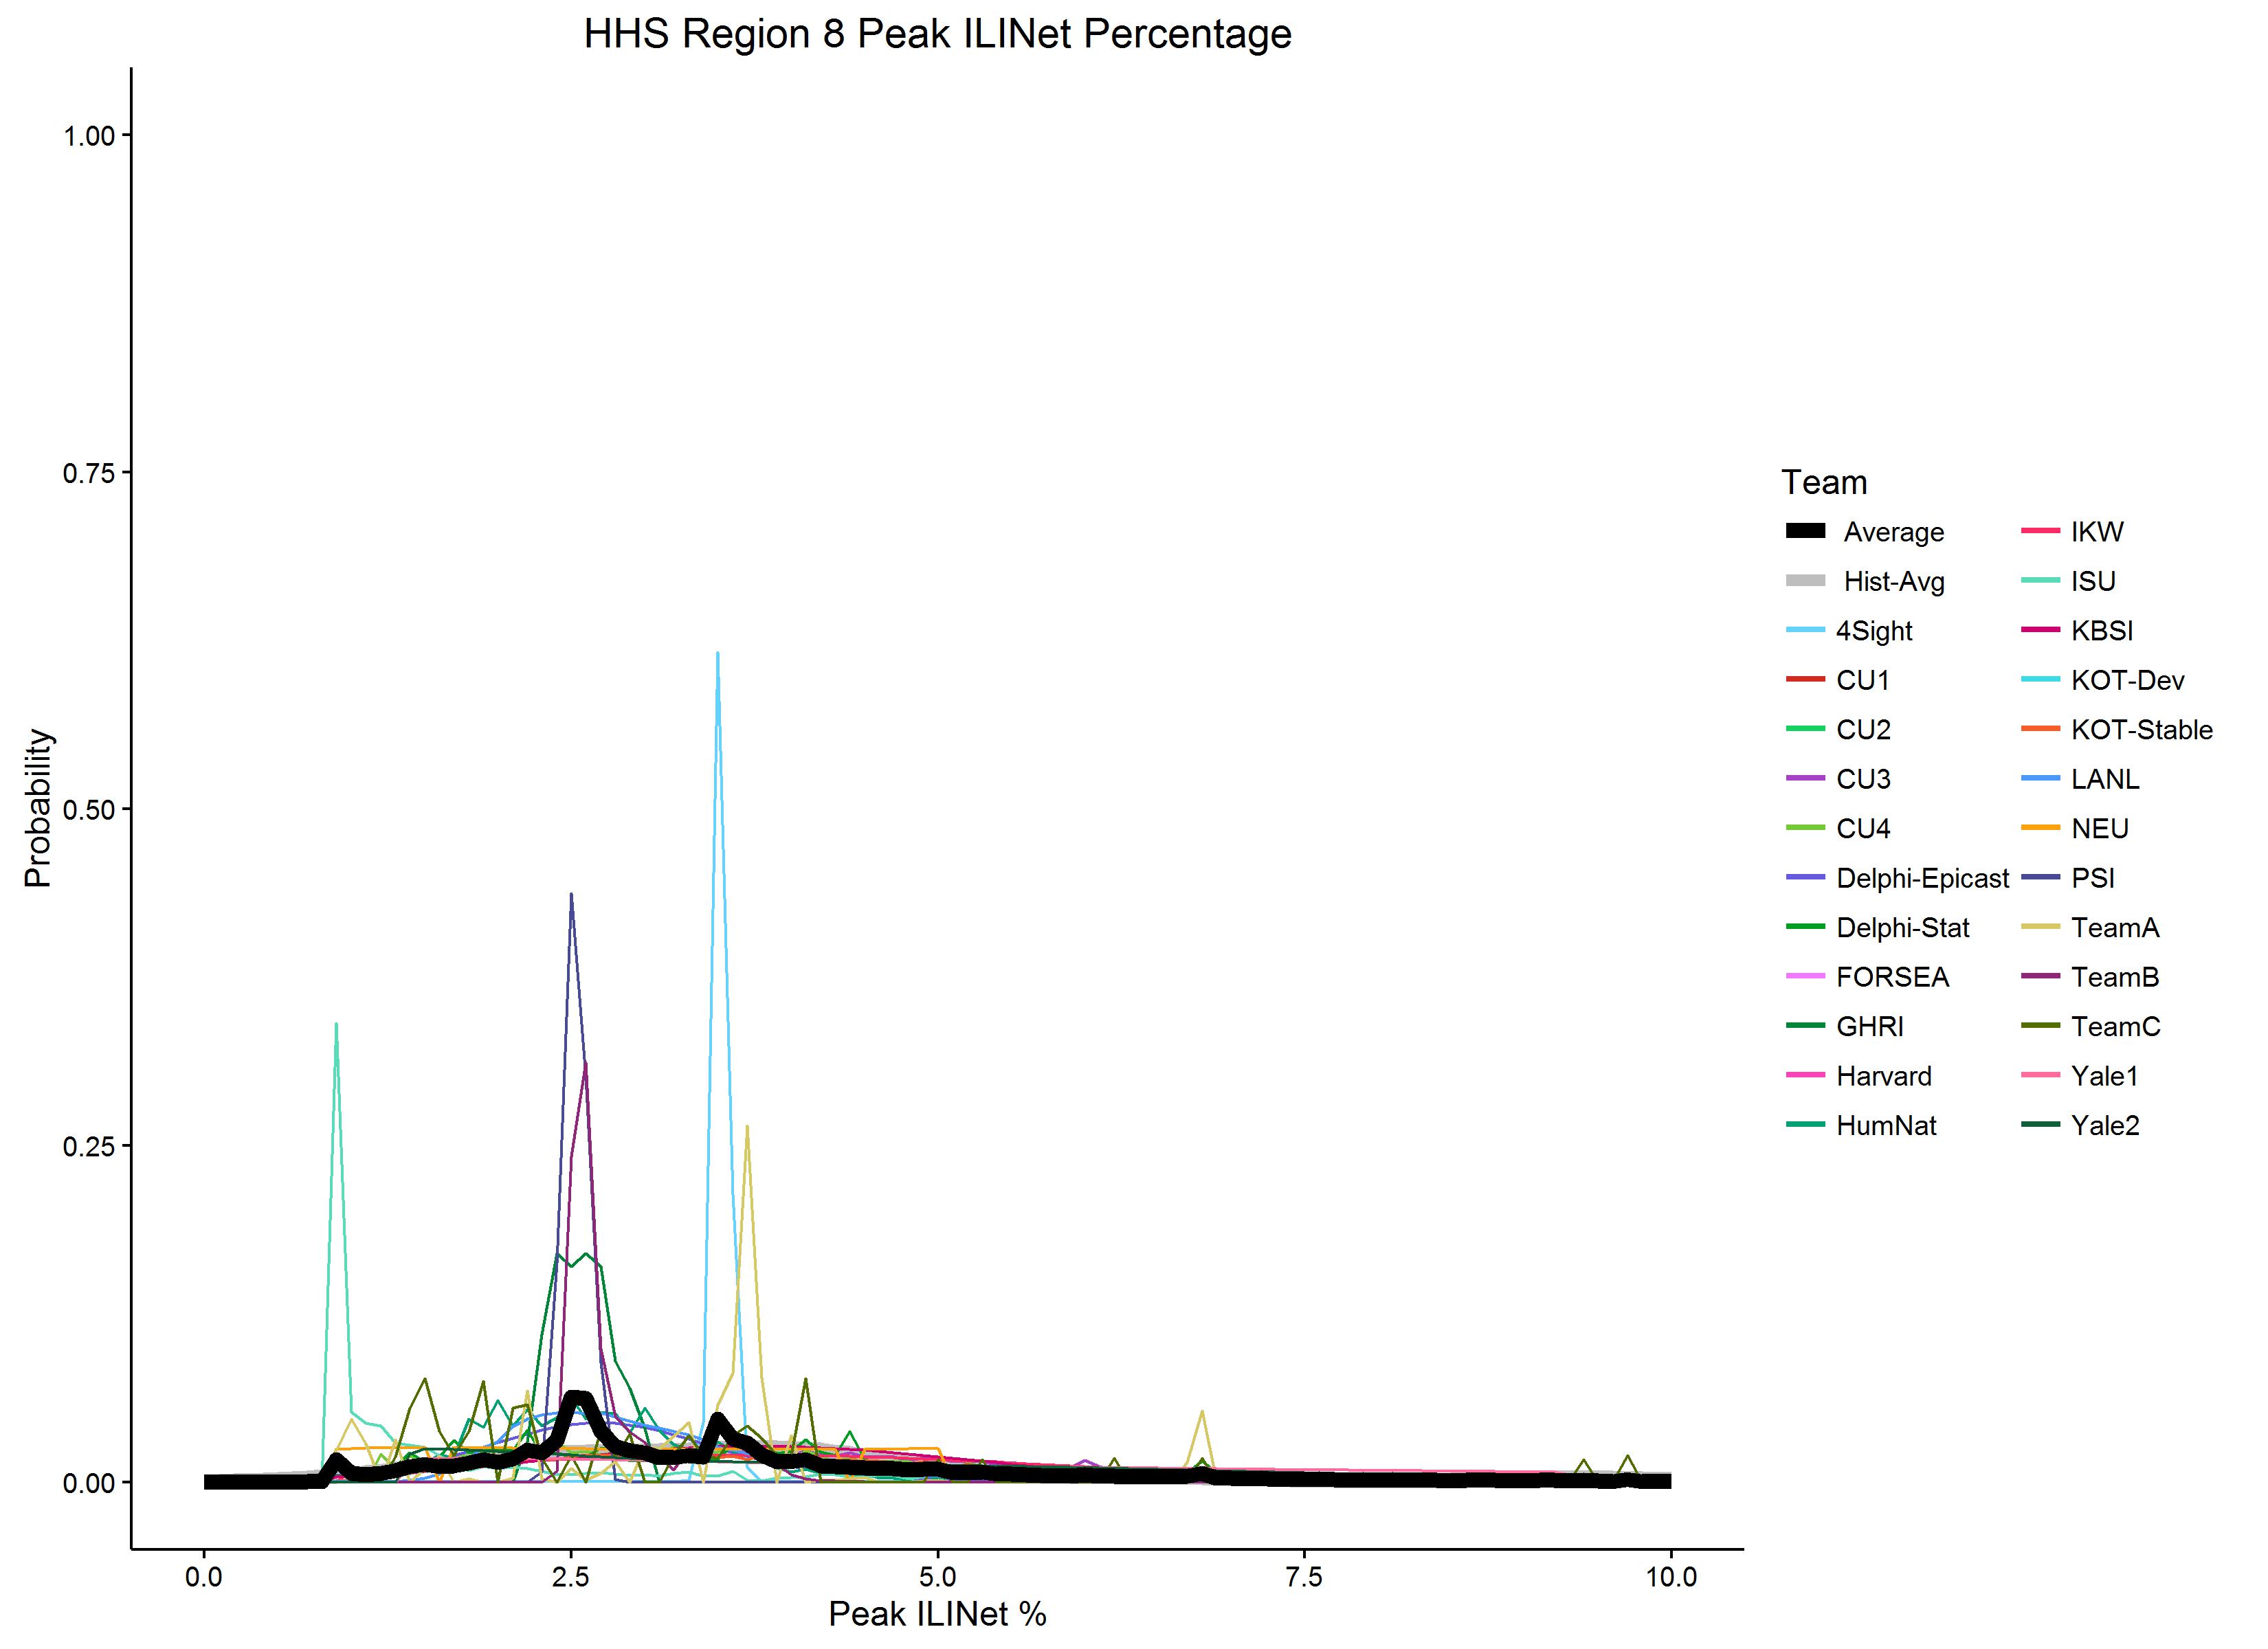 HHS Region 8 Peak ILINet Percentage
1.00
0.75
0.50
0.25
0.00
Probability
0.0 2.5 5.0 7.5 10.0
Peak ILINet %
Team
Average
Hist-Avg
4Sight
CU1
CU2
CU3
CU4
Delphi-Epicast
Delphi-Stat
FORSEA
GHRI
Harvard
HumNat
IKW
ISU
KBSI
KOT-Dev
KOT-Stable
LANL
NEU
PSI
TeamA
TeamB
TeamC
Yale1
Yale2